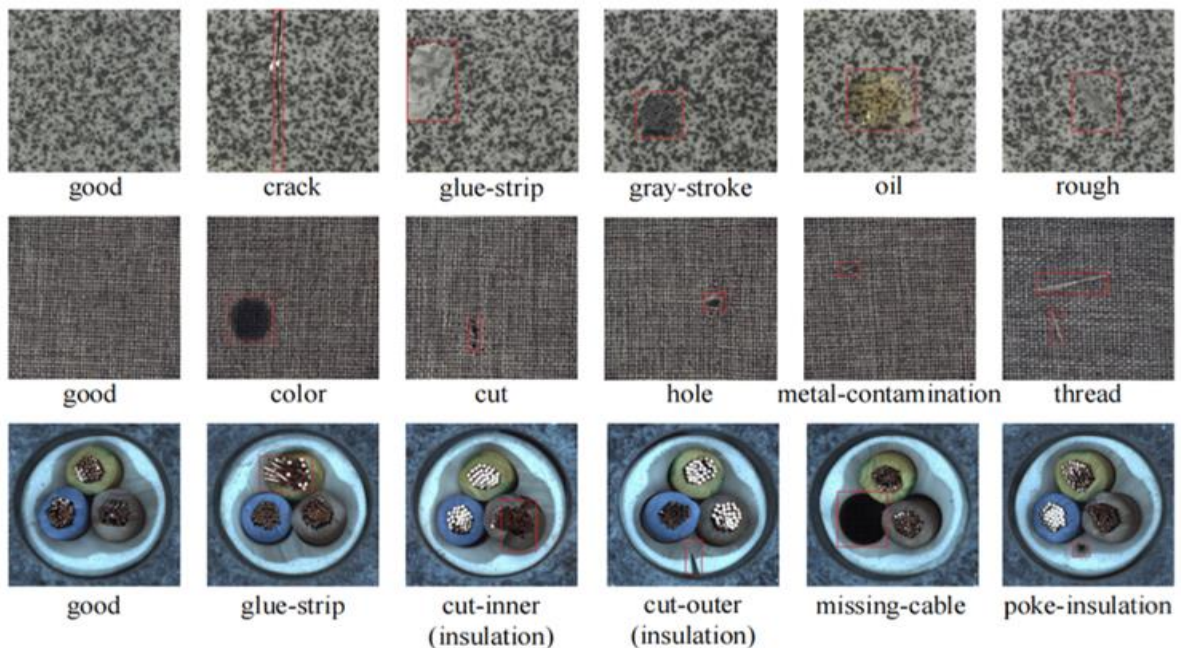 good crack glue-strip gray-stroke oil rough
good color cut hole metal-contamination thread
good glue-strip cut-inner cut-outer missing-cable poke-insulation
(insulation) (insulation)